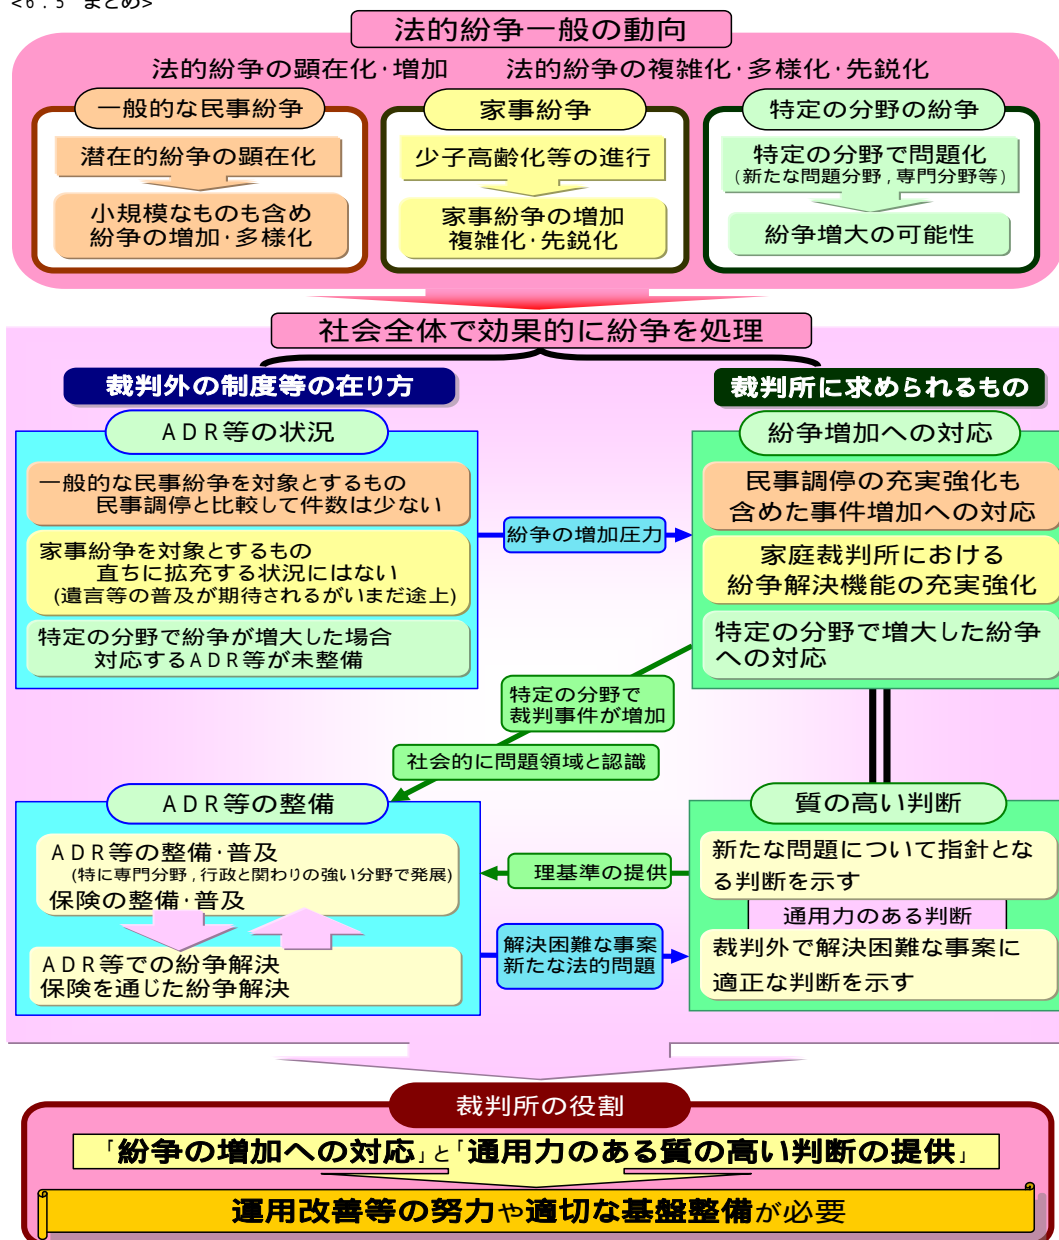 <6.5 まとめ>
法的紛争一般の動向
法的紛争の顕在化・増加 法的紛争の複雑化・多様化・先鋭化
一般的な民事紛争
潜在的紛争の顕在化
小規模なものも含め
紛争の増加・多様化
家事紛争
少子高齢化等の進行
家事紛争の増加
複雑化・先鋭化
特定の分野の紛争
特定の分野で問題化
(新たな問題分野,専門分野等)
紛争増大の可能性
社会全体で効果的に紛争を処理
裁判外の制度等の在り方
ADR等の状況
一般的な民事紛争を対象とするもの
民事調停と比較して件数は少ない
家事紛争を対象とするもの
直ちに拡充する状況にはない
(遺言等の普及が期待されるがいまだ途上)
特定の分野で紛争が増大した場合
対応するADR等が未整備
紛争の増加圧力
裁判所に求められるもの
紛争増加への対応
民事調停の充実強化も
含めた事件増加への対応
家庭裁判所における
紛争解決機能の充実強化
特定の分野で増大した紛争
への対応
特定の分野で
裁判事件が増加
社会的に問題領域と認識
ADR等の整備
ADR等の整備・普及
(特に専門分野,行政と関わりの強い分野で発展)
保険の整備・普及
ADR等での紛争解決
保険を通じた紛争解決
理基準の提供
解決困難な事案
新たな法的問題
質の高い判断
新たな問題について指針とな
る判断を示す
通用力のある判断
裁判外で解決困難な事案に
適正な判断を示す
裁判所の役割
「紛争の増加への対応」と「通用力のある質の高い判断の提供」
運用改善等の努力や適切な基盤整備が必要